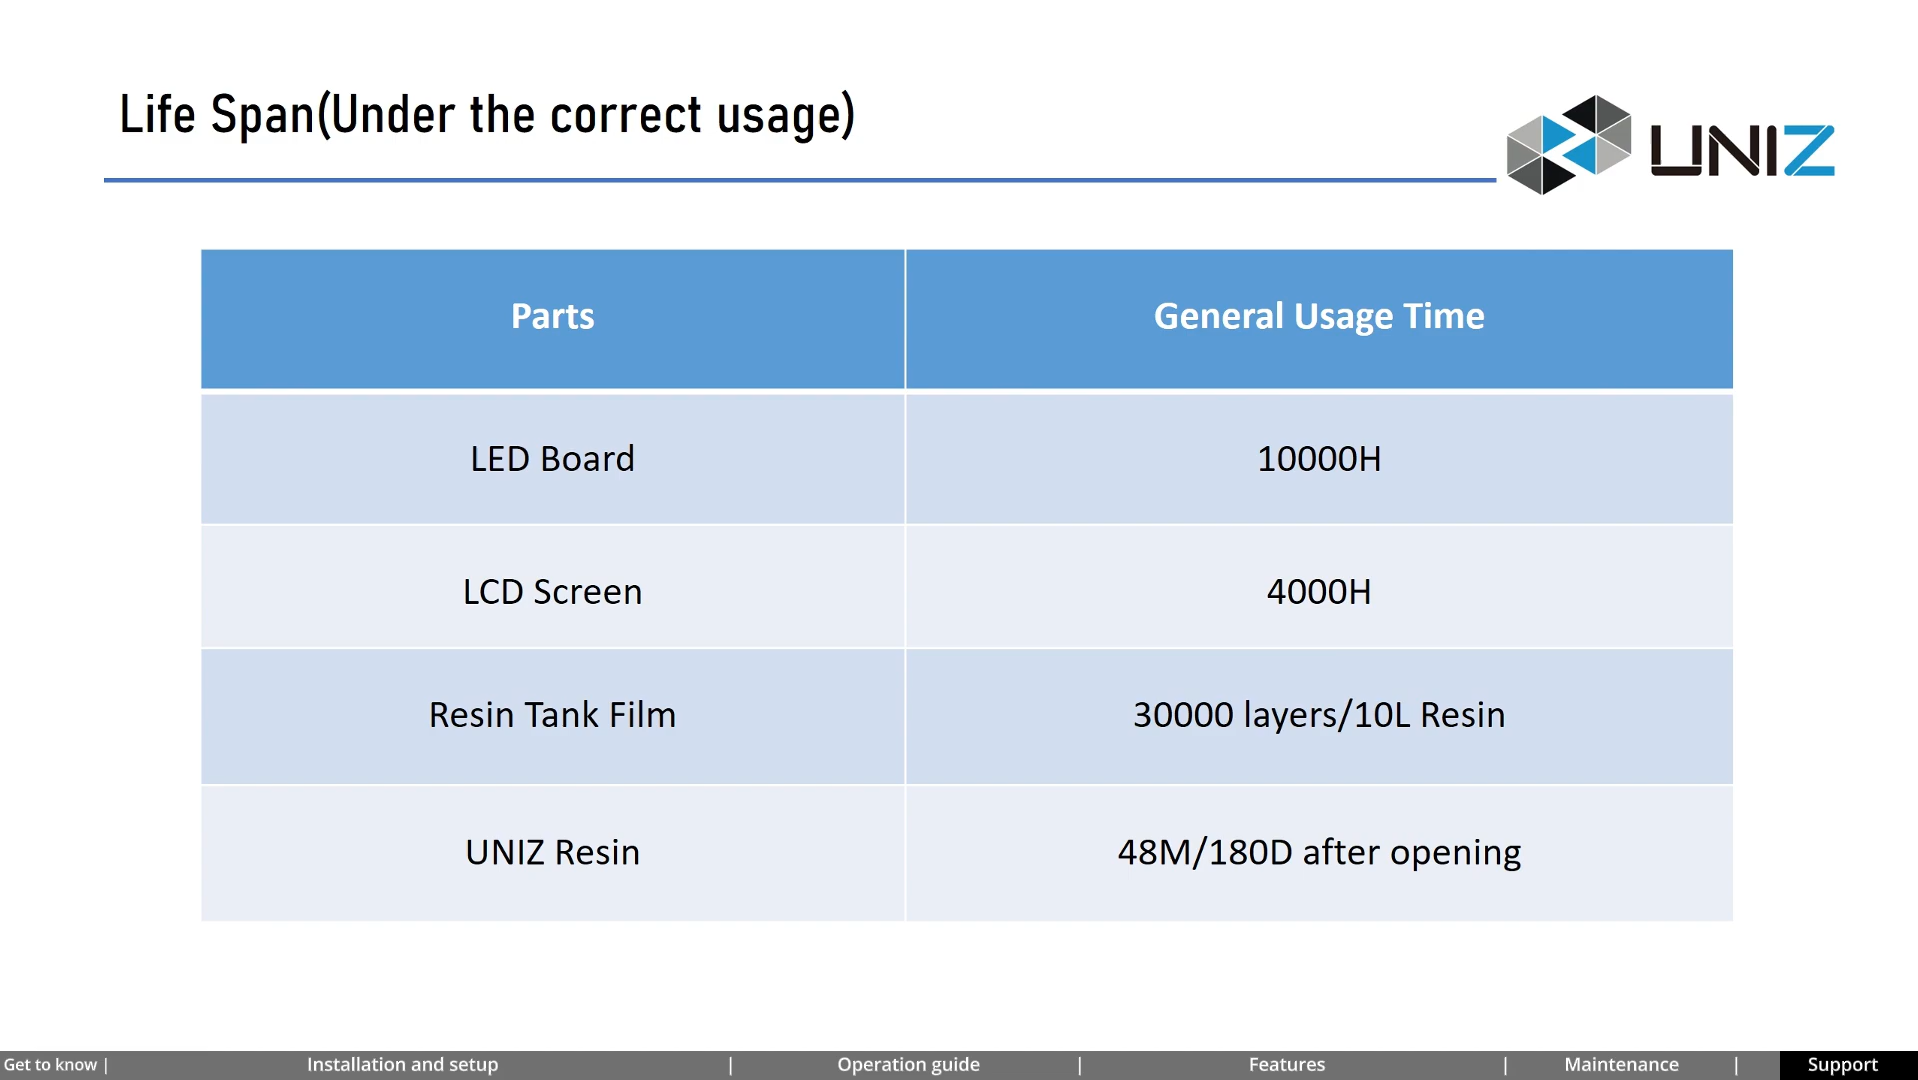 Life Span(Under the correct usage)
UNIZ
Parts
General Usage Time
LED Board
10000H
LCD Screen
4000H
Resin Tank Film
30000 layers/10L Resin
UNIZ Resin
48M/180D after opening
Get to know | Installation and setup | Operation guide | Features | Maintenance | Support